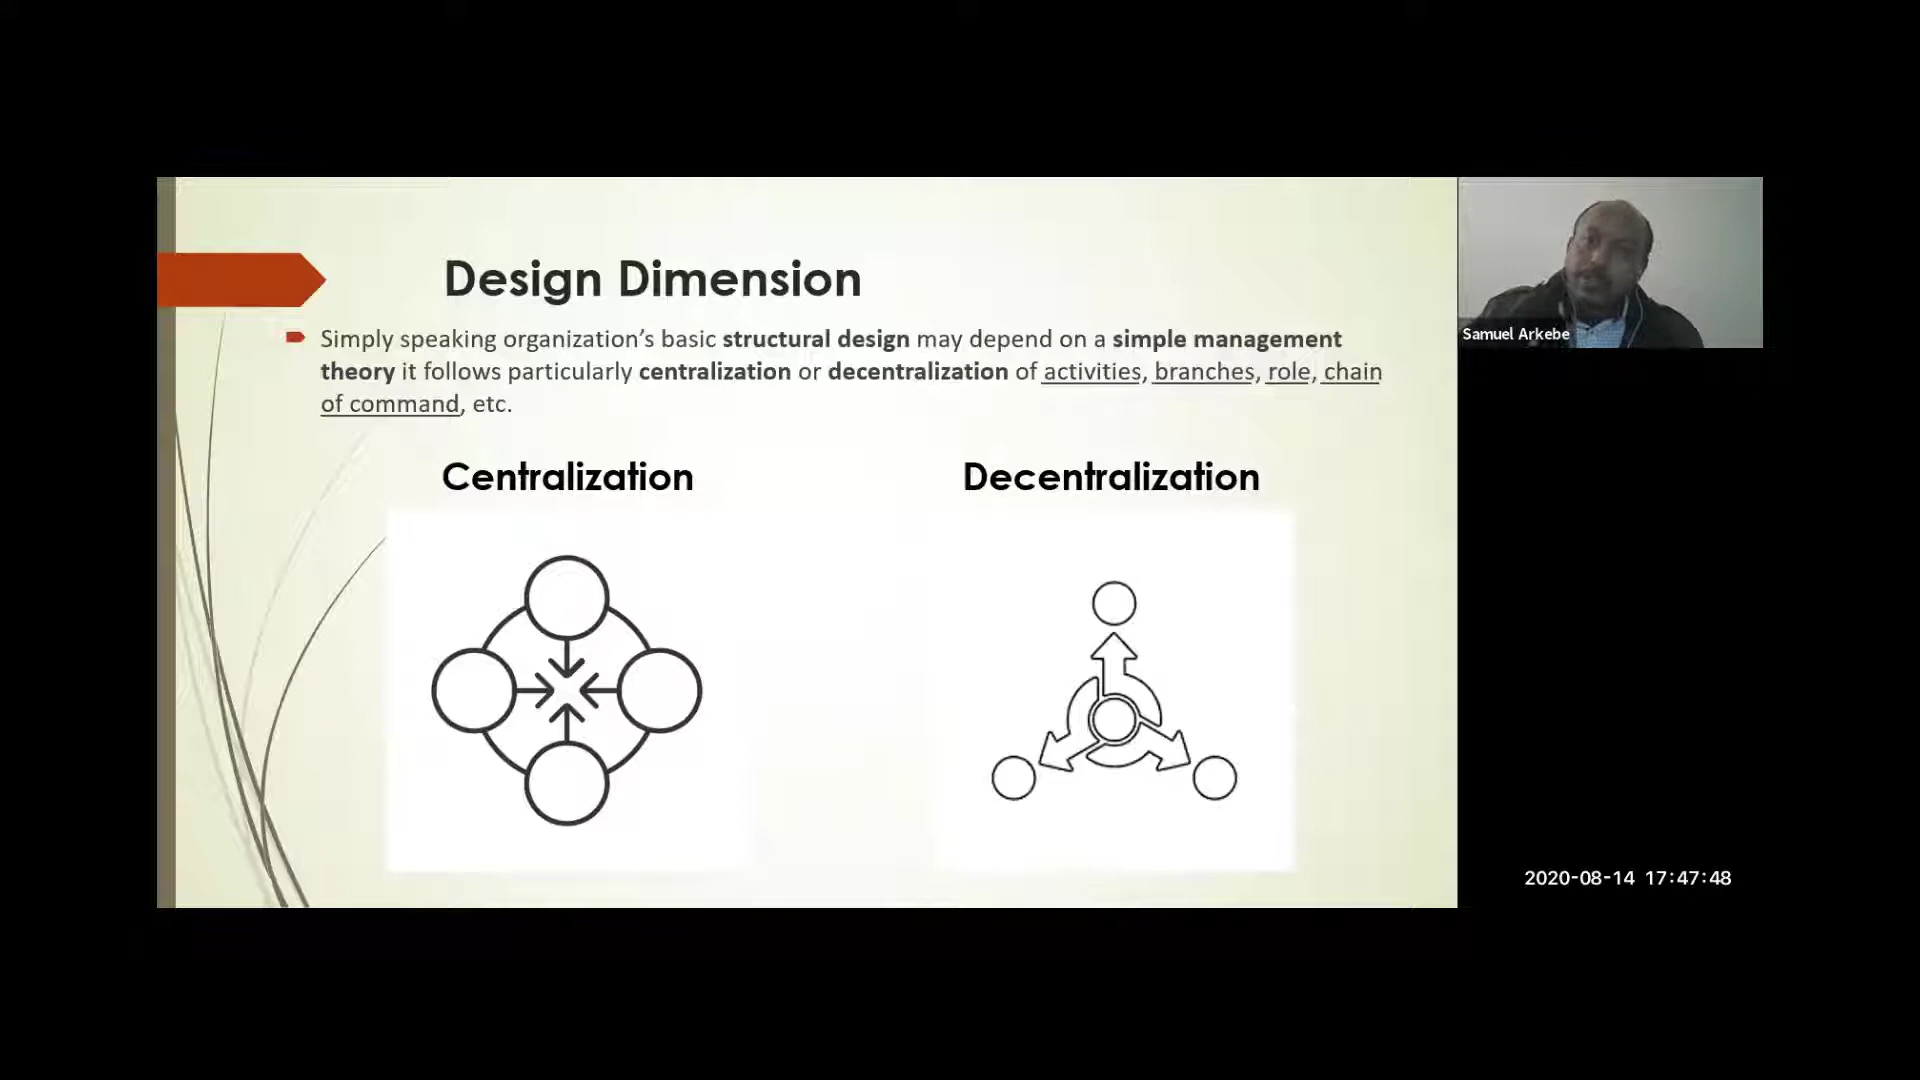 Design Dimension
Simply speaking organization’s basic structural design may depend on a simple management
theory it follows particularly centralization or decentralization of activities, branches, role, chain
of command, etc.
Centralization
Decentralization
Samuel Arkebe
2020-08-14 17:47:48